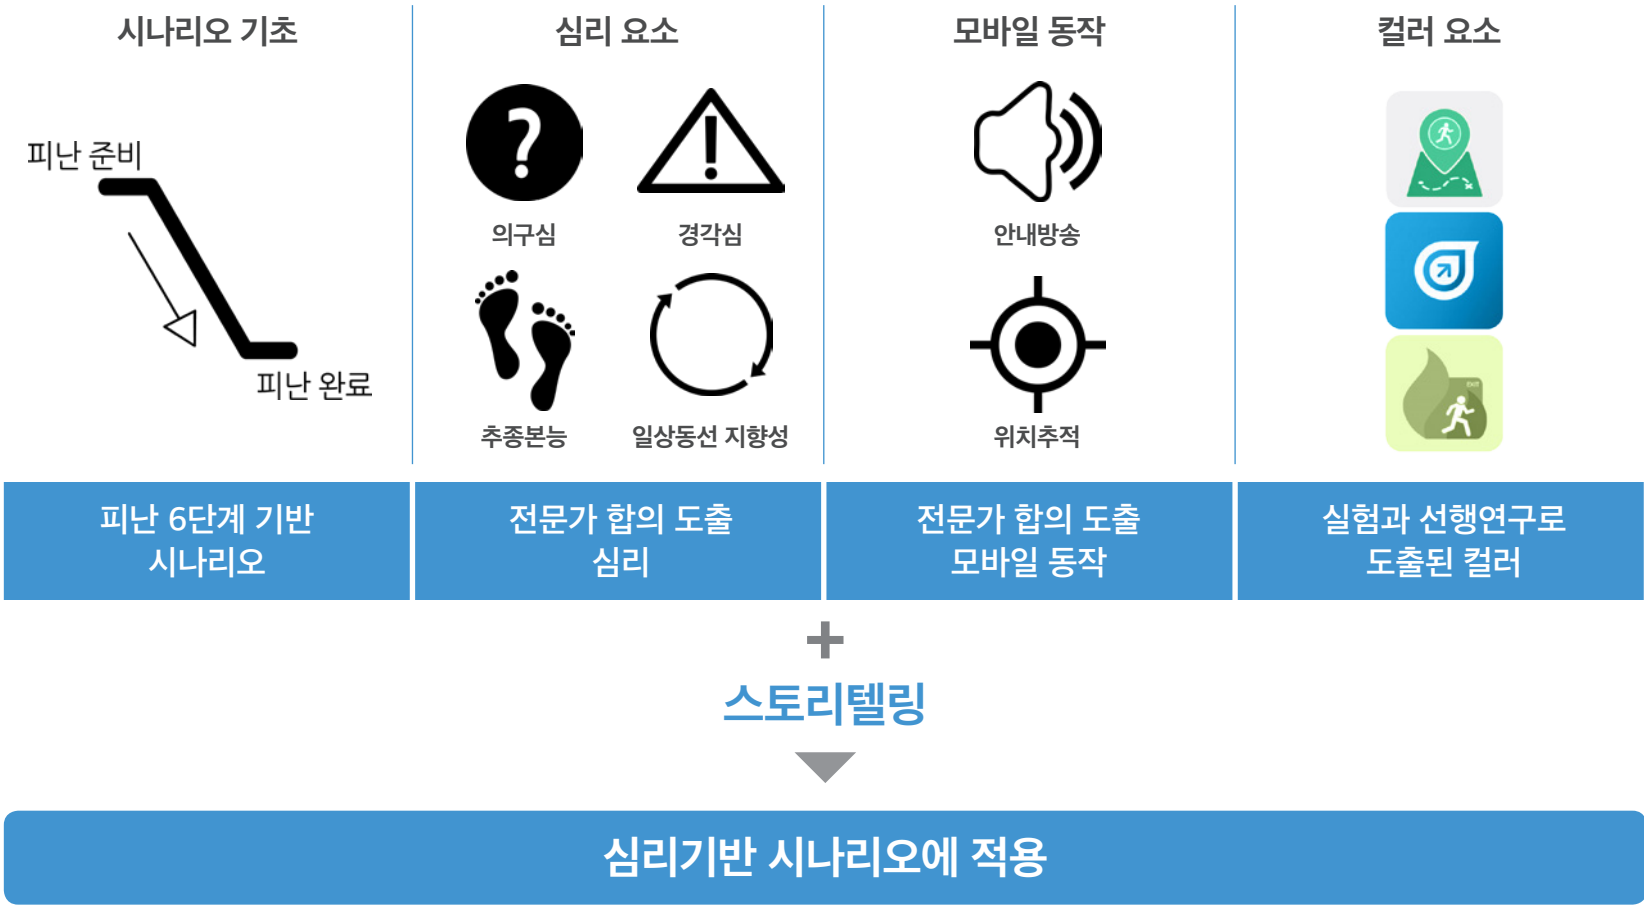 시나리오 기초
심리 요소
모바일 동작
컬러 요소
피난 준비
피난 완료
?
!
의구심
경각심
추종본능
일상동선 지향성
안내방송
위치추적
EXIT
피난 6단계 기반
시나리오
전문가 합의 도출
심리
전문가 합의 도출
모바일 동작
실험과 선행연구로
도출된 컬러
+
스토리텔링
심리기반 시나리오에 적용